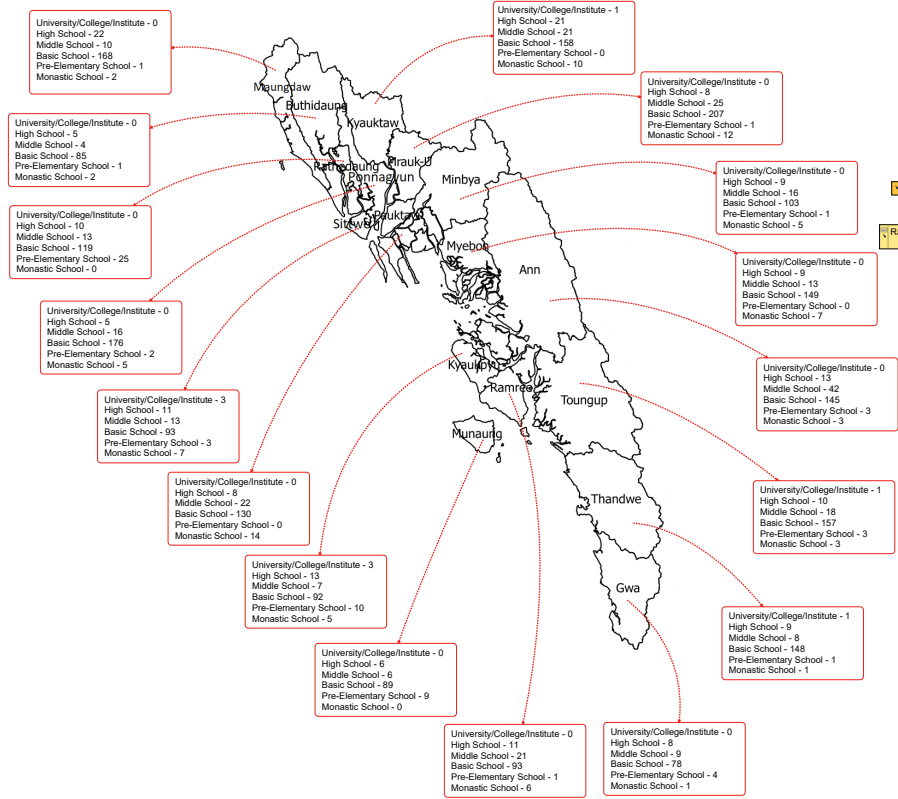 University/College/Institute - 0
High School - 22
Middle School - 10
Basic School - 168
Pre-Elementary School - 1
Monastic School - 2
University/College/Institute - 1
High School - 21
Middle School - 21
Basic School - 158
Pre-Elementary School - 0
Monastic School - 10
University/College/Institute - 0
High School - 8
Middle School - 25
Basic School - 207
Pre-Elementary School - 1
Monastic School - 12
University/College/Institute - 0
High School - 5
Middle School - 4
Basic School - 85
Pre-Elementary School - 1
Monastic School - 2
University/College/Institute - 0
High School - 9
Middle School - 16
Basic School - 103
Pre-Elementary School - 1
Monastic School - 5
University/College/Institute - 0
High School - 10
Middle School - 13
Basic School - 119
Pre-Elementary School - 25
Monastic School - 0
University/College/Institute - 0
High School - 9
Middle School - 13
Basic School - 149
Pre-Elementary School - 0
Monastic School - 7
University/College/Institute - 0
High School - 5
Middle School - 16
Basic School - 176
Pre-Elementary School - 2
Monastic School - 5
University/College/Institute - 0
High School - 13
Middle School - 42
Basic School - 145
Pre-Elementary School - 3
Monastic School - 3
University/College/Institute - 3
High School - 11
Middle School - 13
Basic School - 93
Pre-Elementary School - 3
Monastic School - 7
University/College/Institute - 0
High School - 8
Middle School - 22
Basic School - 130
Pre-Elementary School - 0
Monastic School - 14
University/College/Institute - 1
High School - 10
Middle School - 18
Basic School - 157
Pre-Elementary School - 3
Monastic School - 3
University/College/Institute - 3
High School - 13
Middle School - 7
Basic School - 92
Pre-Elementary School - 10
Monastic School - 5
University/College/Institute - 1
High School - 9
Middle School - 8
Basic School - 148
Pre-Elementary School - 1
Monastic School - 1
University/College/Institute - 0
High School - 6
Middle School - 6
Basic School - 89
Pre-Elementary School - 9
Monastic School - 0
University/College/Institute - 0
High School - 11
Middle School - 21
Basic School - 93
Pre-Elementary School - 1
Monastic School - 6
University/College/Institute - 0
High School - 8
Middle School - 9
Basic School - 78
Pre-Elementary School - 4
Monastic School - 1
Maungdaw
Buthidaung
Kyauktaw
Mrauk-U
Rathedaung
Ponnagyun
Minbya
Pauktaw
Sittwe
Myebon
Ann
Kyaukpyu
Ramree
Toungup
Munaung
Thandwe
Gwa